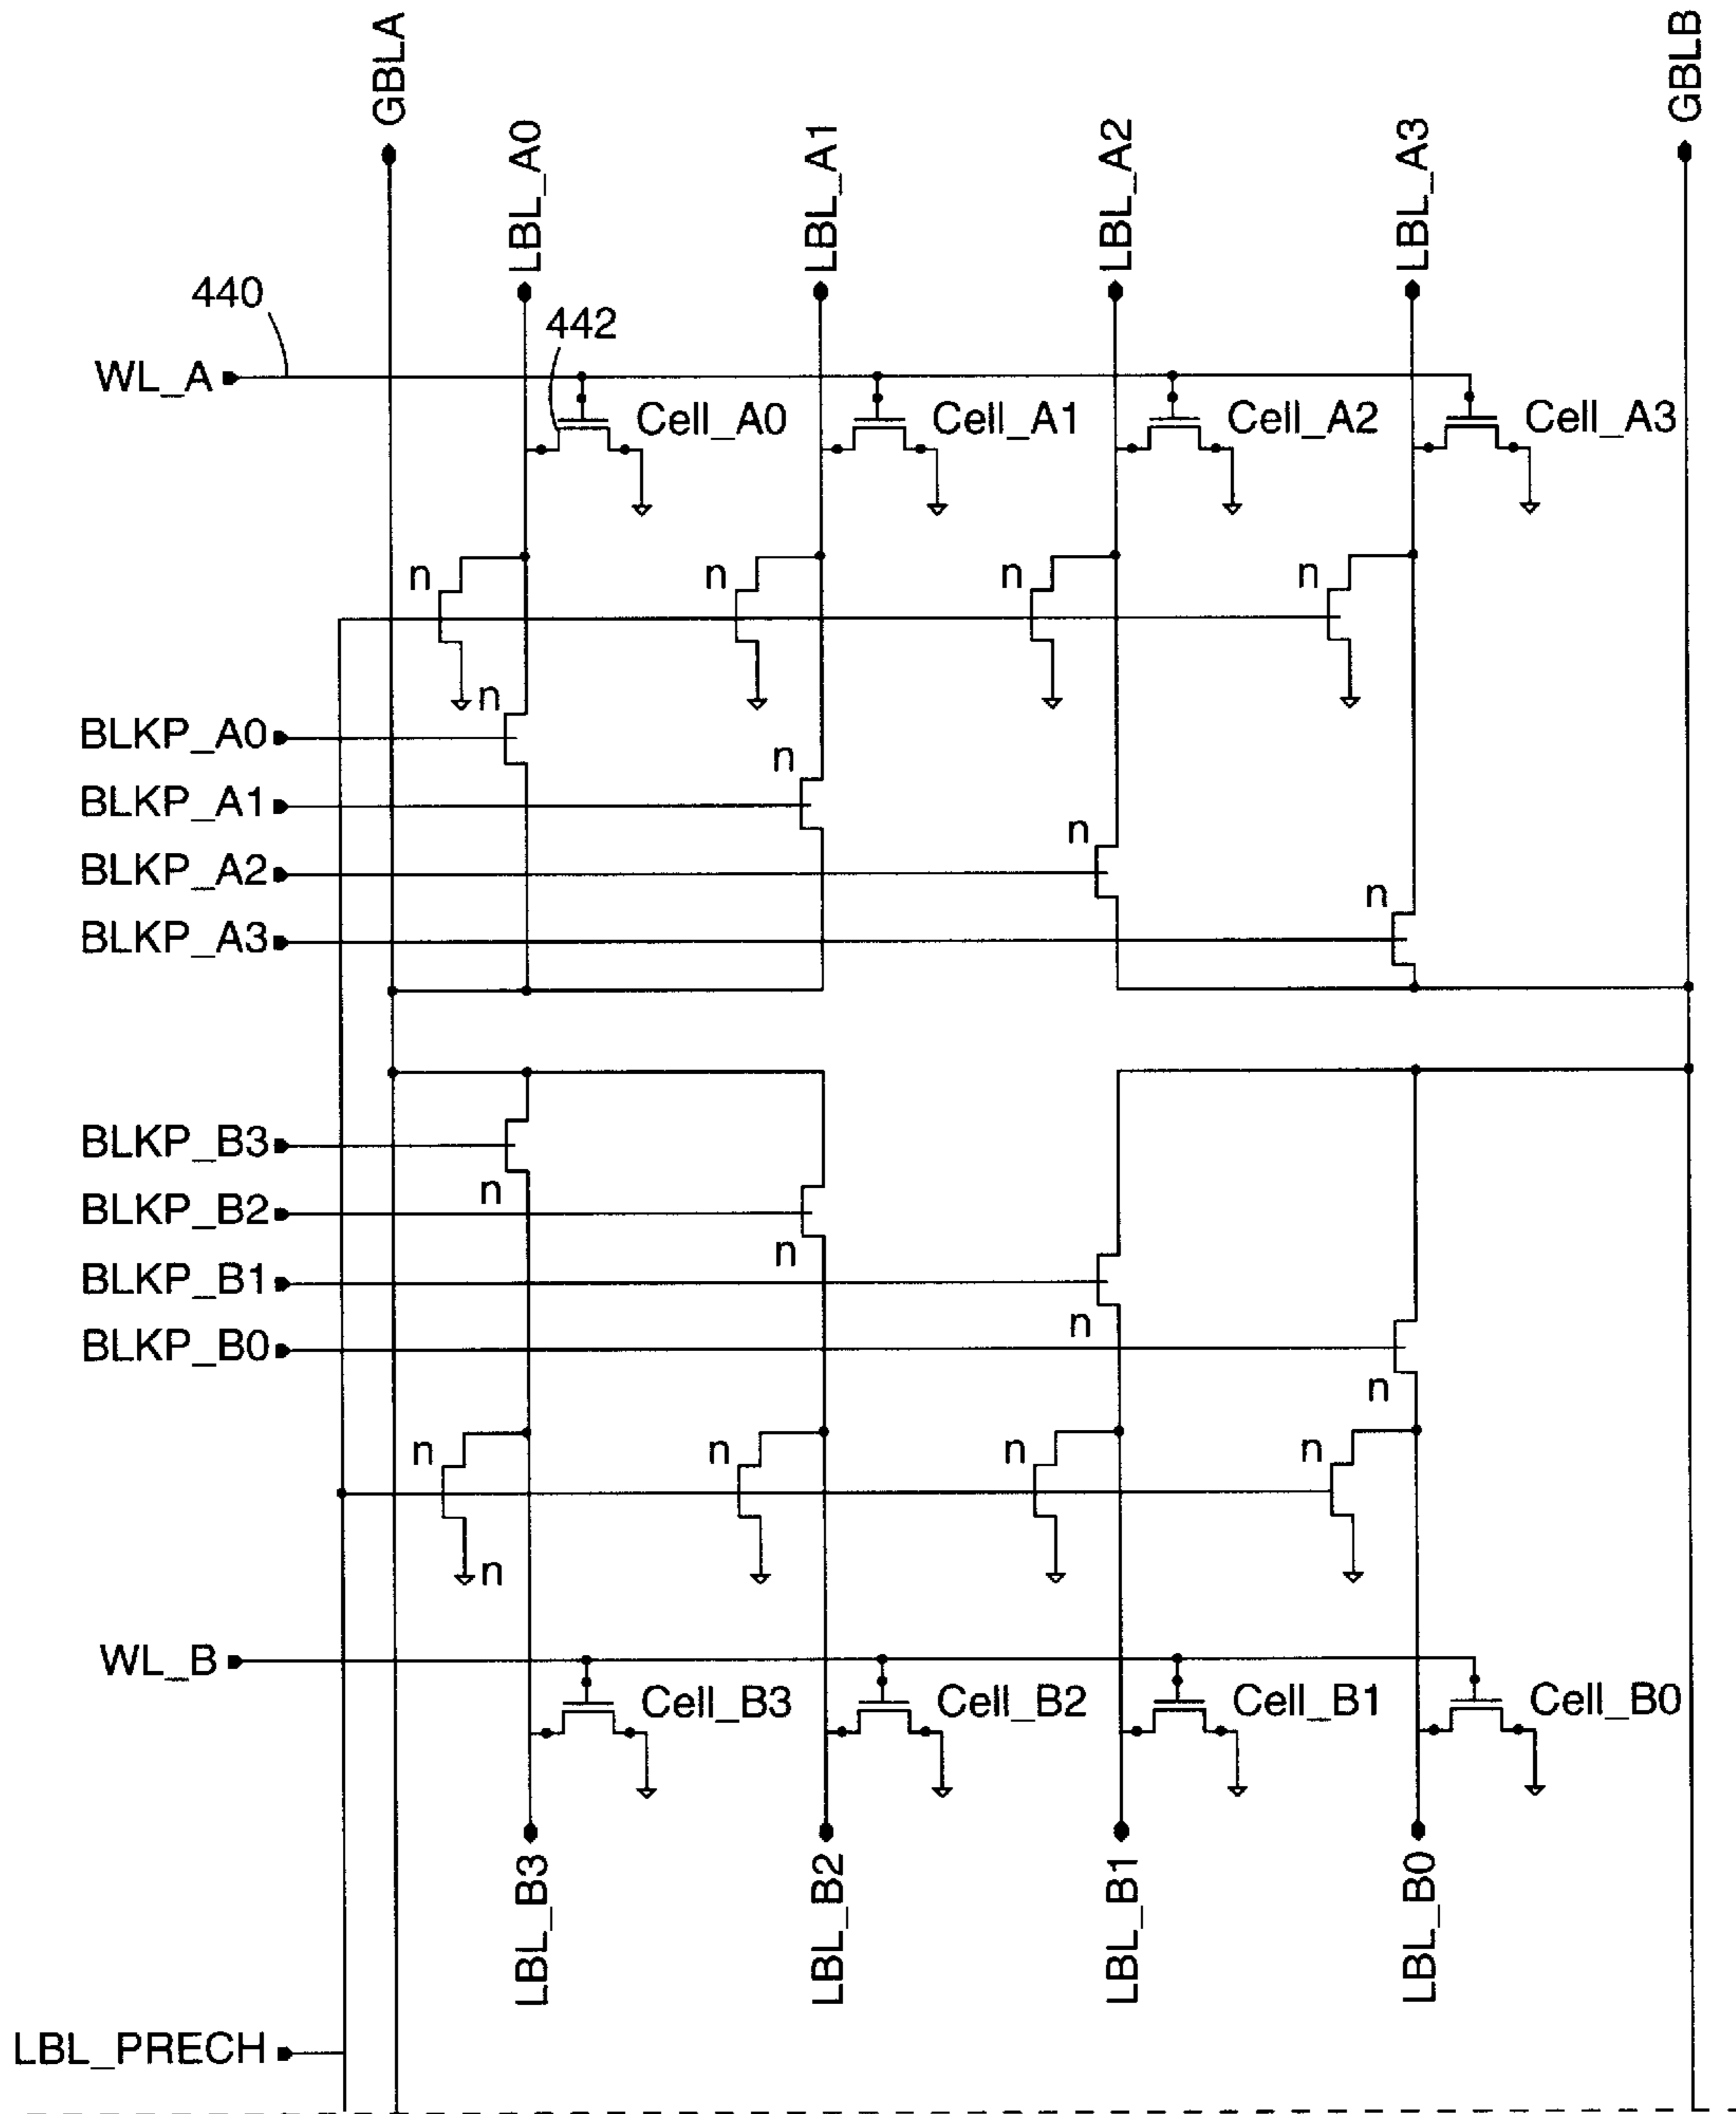 GBLA
GBLB
LBL_A0
LBL_A1
LBL_A2
LBL_A3
440
442
WL_A
Cell_A0
Cell_A1
Cell_A2
Cell_A3
n
n
n
n
n
BLKP_A0
n
BLKP_A1
n
BLKP_A2
n
BLKP_A3
BLKP_B3
n
BLKP_B2
n
BLKP_B1
n
BLKP_B0
n
n
n
n
n
n
WL_B
Cell_B3
Cell_B2
Cell_B1
Cell_B0
LBL_B3
LBL_B2
LBL_B1
LBL_B0
LBL_PRECH